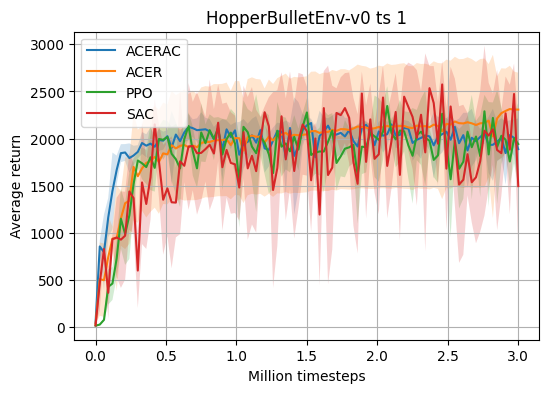 HopperBulletEnv-v0 ts 1
Average return
3000
2500
2000
1500
1000
500
0
ACERAC
ACER
PPO
SAC
0.0 0.5 1.0 1.5 2.0 2.5 3.0
Million timesteps